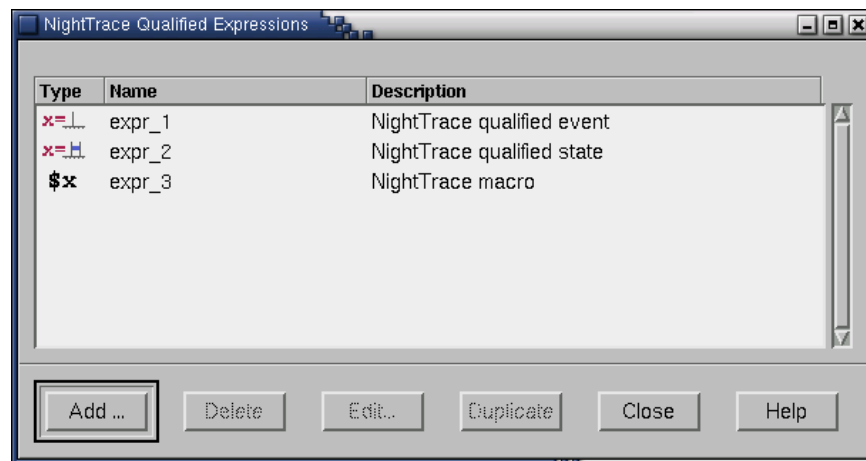 NightTrace Qualified Expressions
Type Name Description
x= expr_1 NightTrace qualified event
x= expr_2 NightTrace qualified state
$x expr_3 NightTrace macro
Add ... Delete Edit... Duplicate Close Help